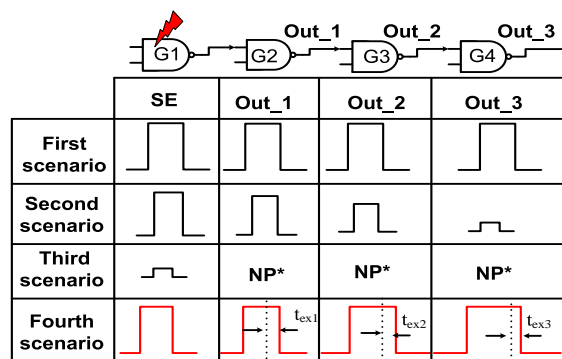 Out_1 Out_2 Out_3
G1 G2 G3 G4
SE Out_1 Out_2 Out_3
First
scenario
Second
scenario
Third
scenario
NP* NP* NP*
Fourth
scenario
tex1 tex2 tex3